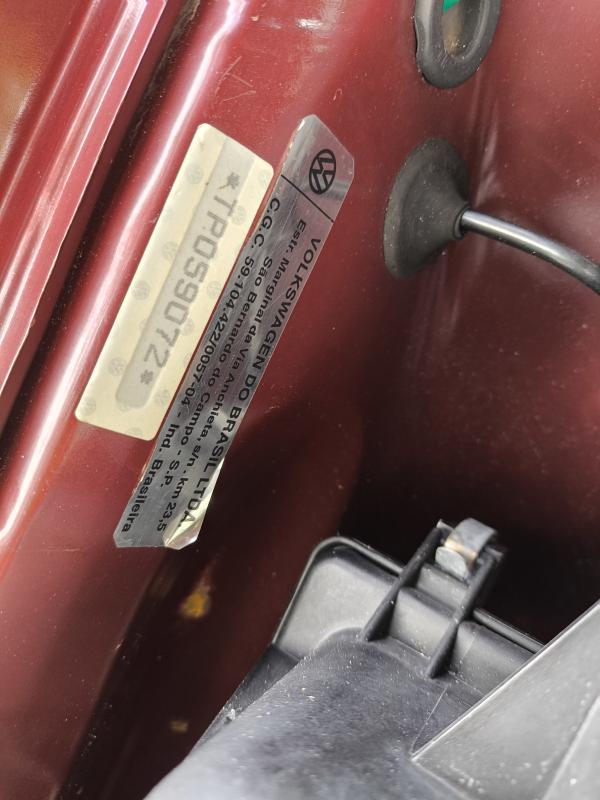 *TP059072*
VOLKSWAGEN DO BRASIL LTDA.
Estr. Marginal da Via Anchieta, s/n.- km 23,5
São Bernardo do Campo - S.P.
C.G.C. 59.104.422/0057-04 - Ind. Brasileira